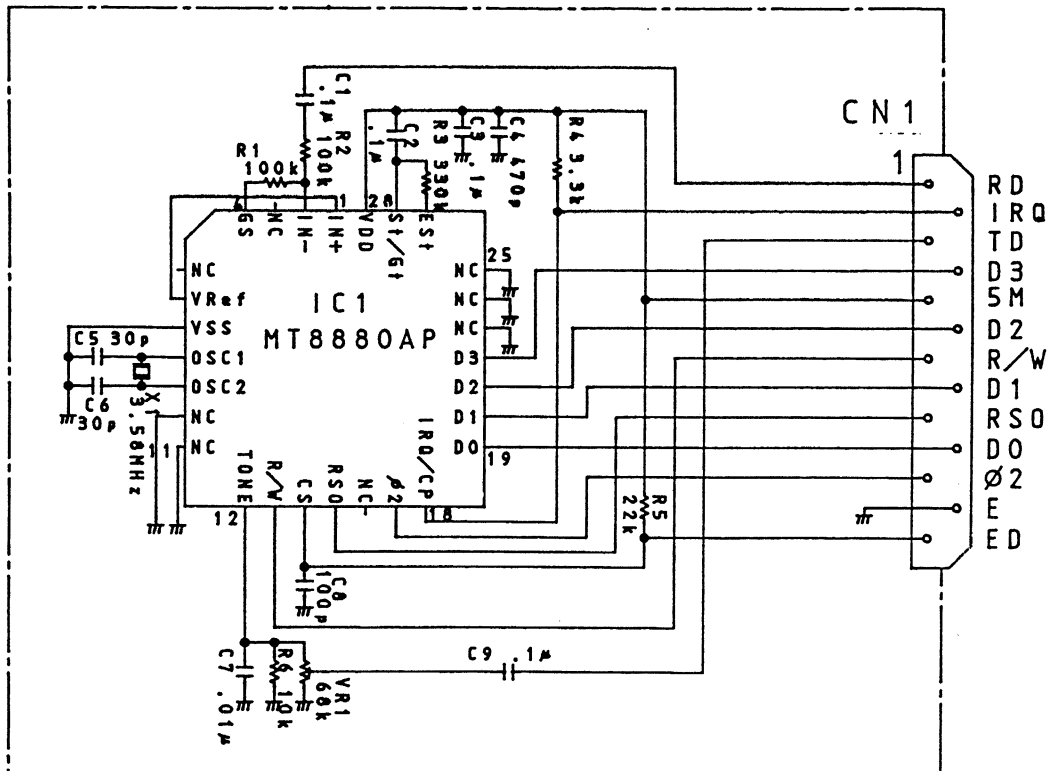 CN1
1
RD
IRQ
TD
D3
5M
D2
R/W
D1
RS0
D0
Ø2
E
ED
C1
.1μ
R2
100k
R1
100k
C2
.1μ
R3 330k
C3
.1μ
C4 470p
R4 3.3k
4
GS
NC
IN-
1
IN+
28
VDD
St/Gt
ESt
NC
VRef
VSS
OSC1
OSC2
NC
11
NC
IC1
MT8880AP
25
NC
NC
NC
D3
D2
D1
D0
19
C5 30p
C6
30p
X1
3.58MHz
12
TONE
R/W
CS
RS0
NC
Ø2
IRQ/CP
18
R5
22k
C8
100p
C7 .01μ
R6 10k
VR1
68k
C9 .1μ